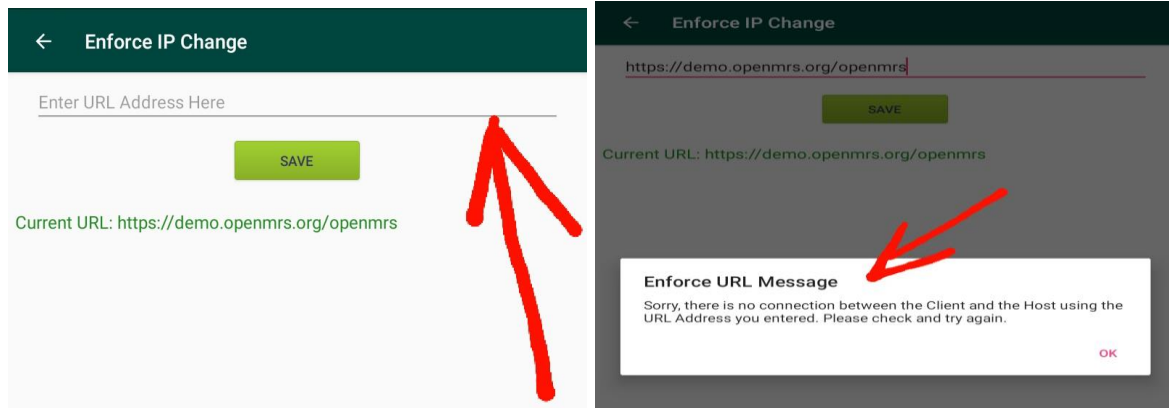 Enforce IP Change
Enter URL Address Here
SAVE
Current URL: https://demo.openmrs.org/openmrs
Enforce IP Change
https://demo.openmrs.org/openmrs
SAVE
Current URL: https://demo.openmrs.org/openmrs
Enforce URL Message
Sorry, there is no connection between the Client and the Host using the
URL Address you entered. Please check and try again.
OK